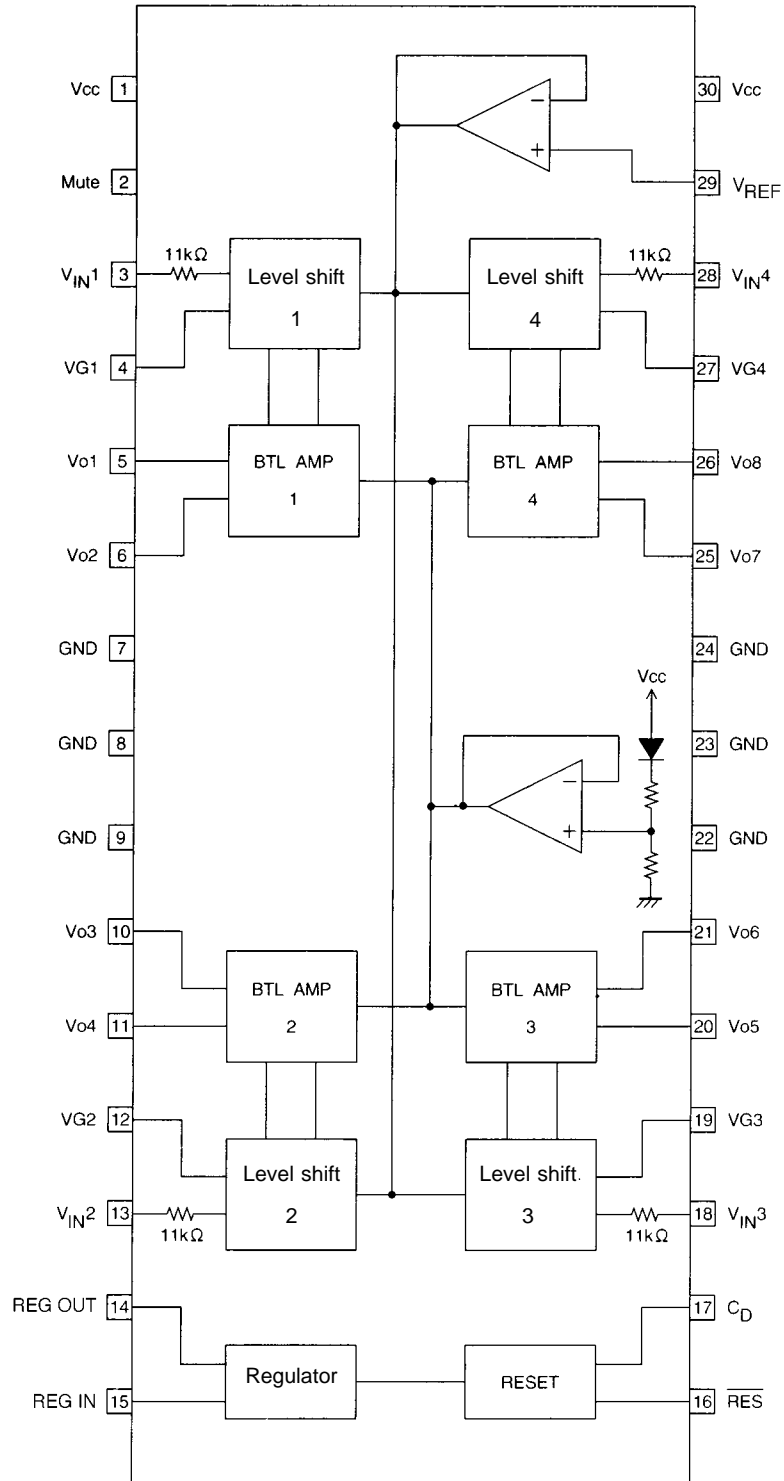 Vcc 1
30 Vcc
Mute 2
29 VREF
− +
VIN1 3 11kΩ Level shift 1
Level shift 4 11kΩ 28 VIN4
VG1 4
27 VG4
Vo1 5 BTL AMP 1
BTL AMP 4 26 Vo8
Vo2 6
25 Vo7
GND 7
24 GND
Vcc
GND 8
23 GND
− +
GND 9
22 GND
Vo3 10
21 Vo6
BTL AMP 2
BTL AMP 3
Vo4 11
20 Vo5
VG2 12
19 VG3
Level shift 2
Level shift 3
VIN2 13 11kΩ
11kΩ 18 VIN3
REG OUT 14
17 CD
Regulator
RESET
REG IN 15
16 RES